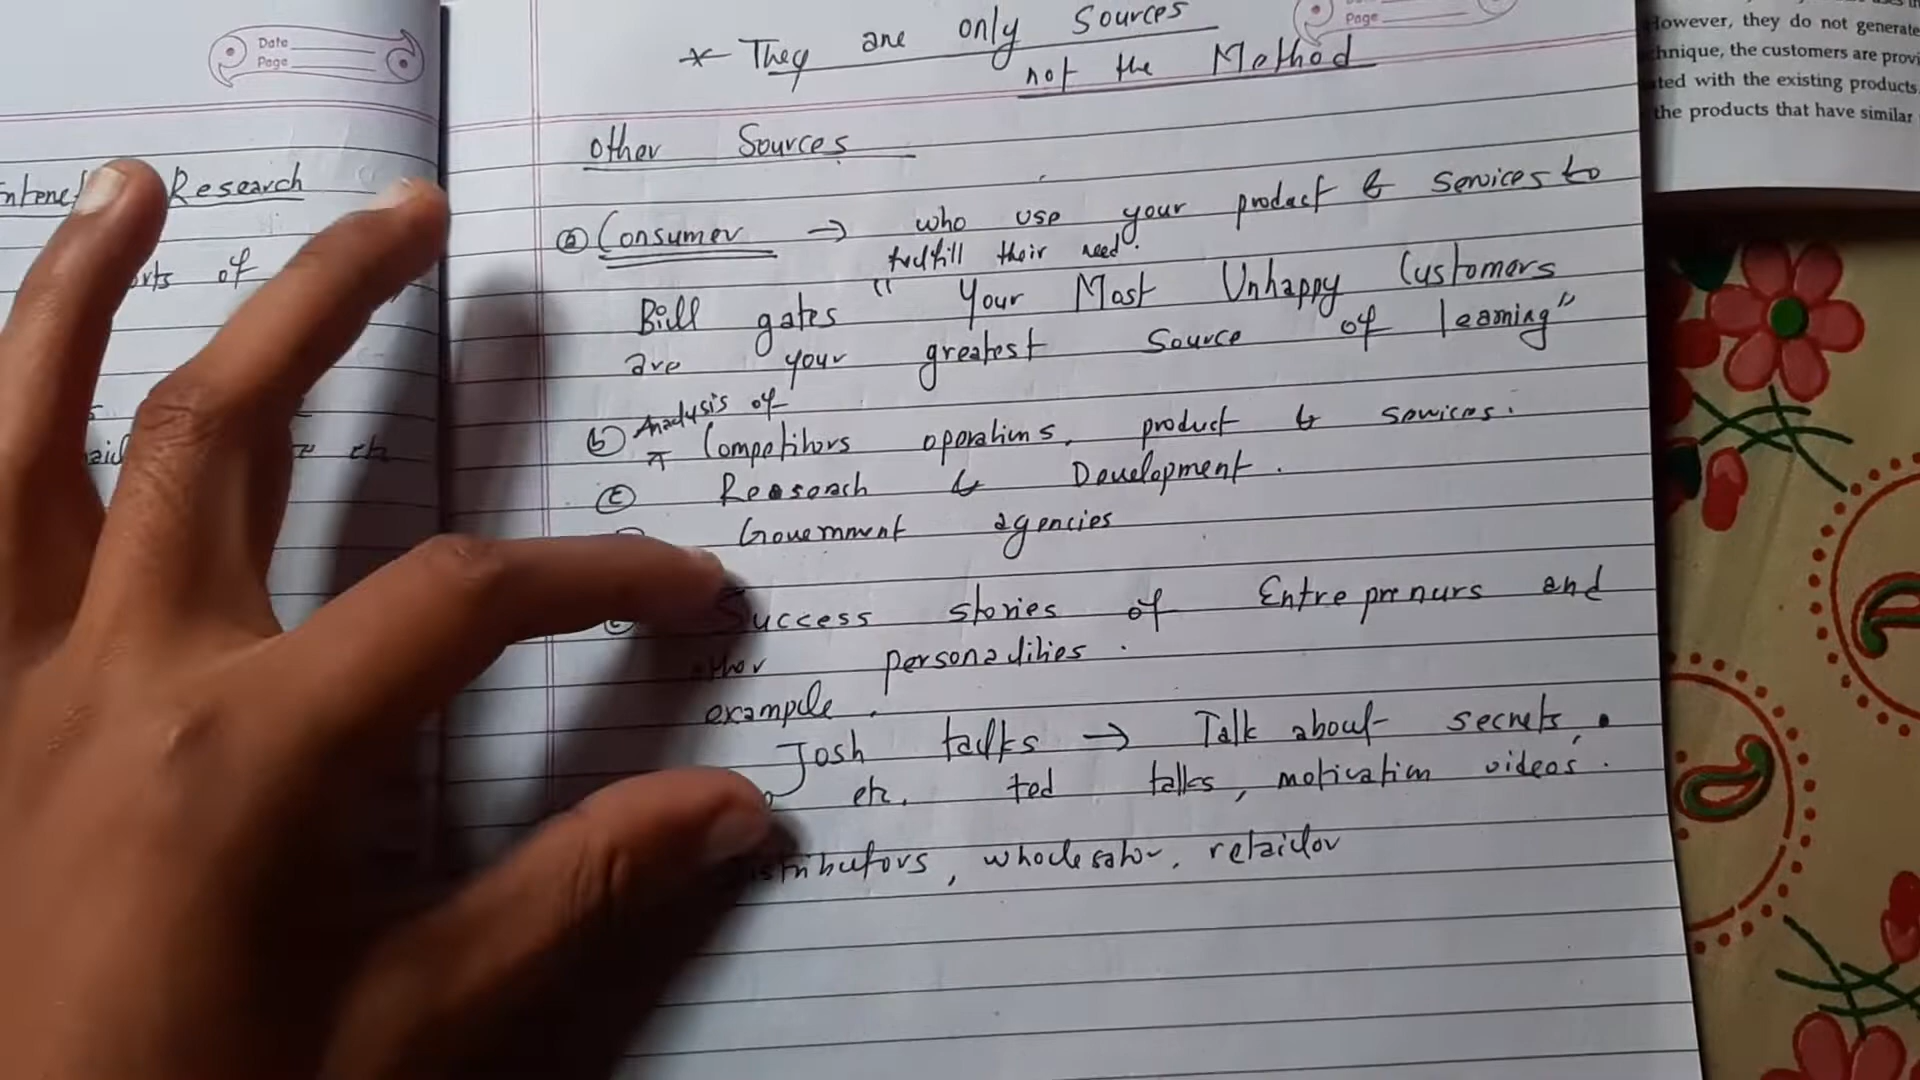 Date
Page
Research
of
Page
* They are only Sources
not the Method
other Sources
(a) Consumer → who use your product & services to
fulfill their need.
Bill gates "Your Most Unhappy Customers
are your greatest Source of learning"
(b) Analysis of
Competitors operations, product & services.
(c) Research & Development.
Government agencies
Success stories of Entreprenurs and
other personalities.
example.
Josh talks → Talk about secrets,
etc. ted talks, motivation videos.
wholesaler, retailor
However, they do not generate
the customers are
with the existing products
the products that have similar